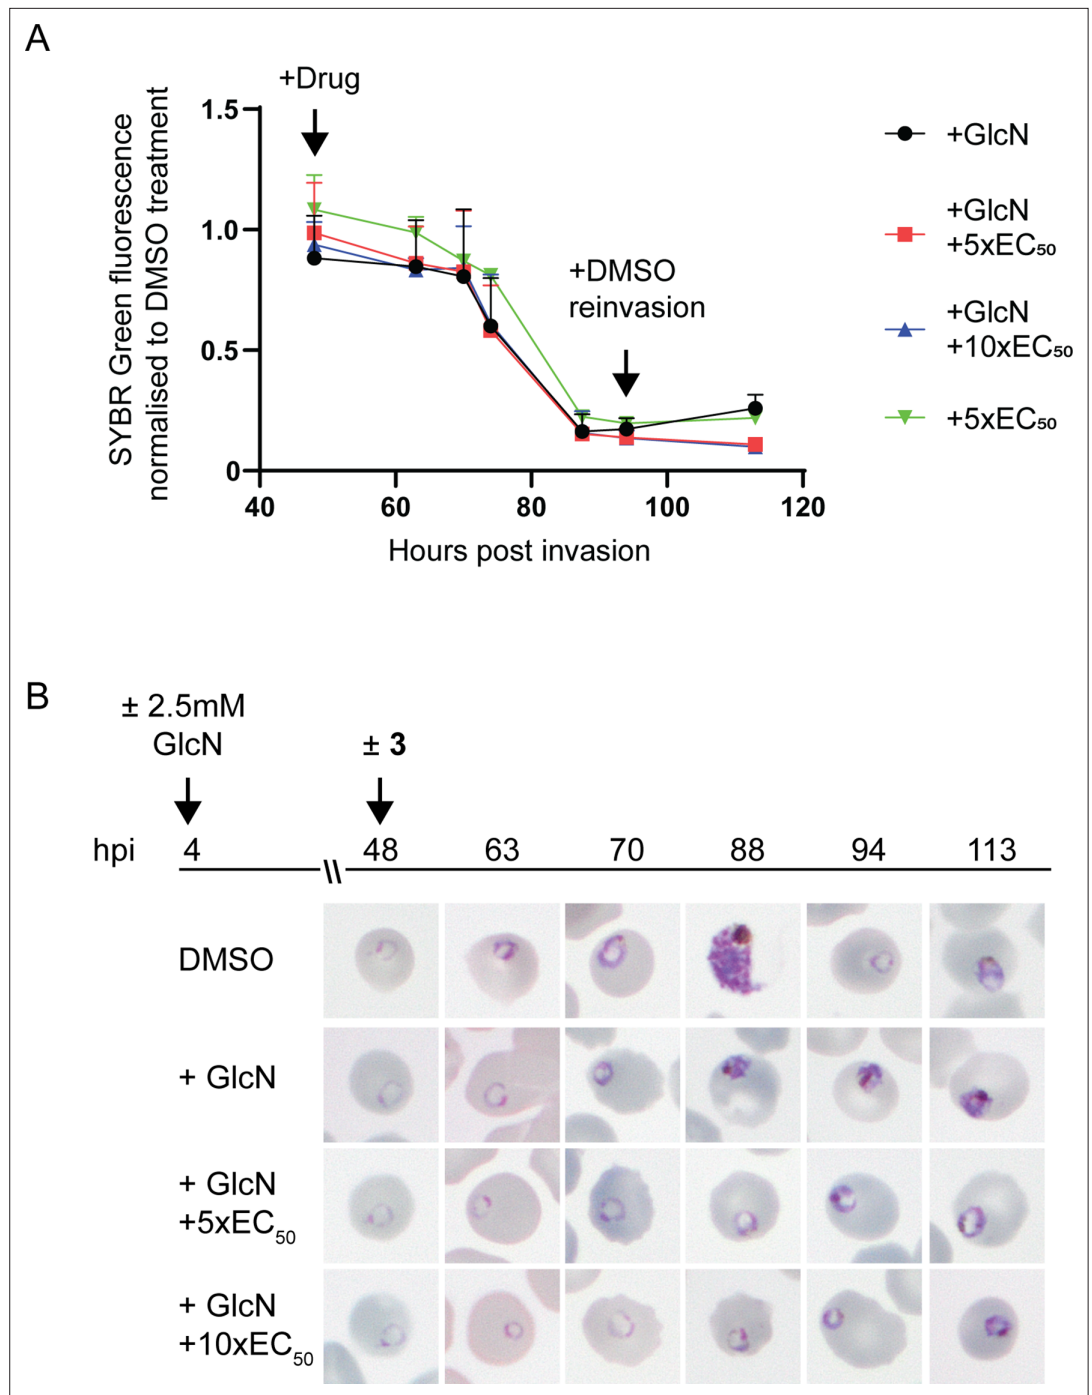 A
+Drug
SYBR Green fluorescence
normalised to DMSO treatment
1.5
1.0
0.5
0
40
60
80
100
120
Hours post invasion
+DMSO
reinvasion
+GlcN
+GlcN
+5xEC₅₀
+GlcN
+10xEC₅₀
+5xEC₅₀
B
± 2.5mM
GlcN
± 3
hpi 4 48 63 70 88 94 113
DMSO
+ GlcN
+ GlcN
+5xEC₅₀
+ GlcN
+10xEC₅₀